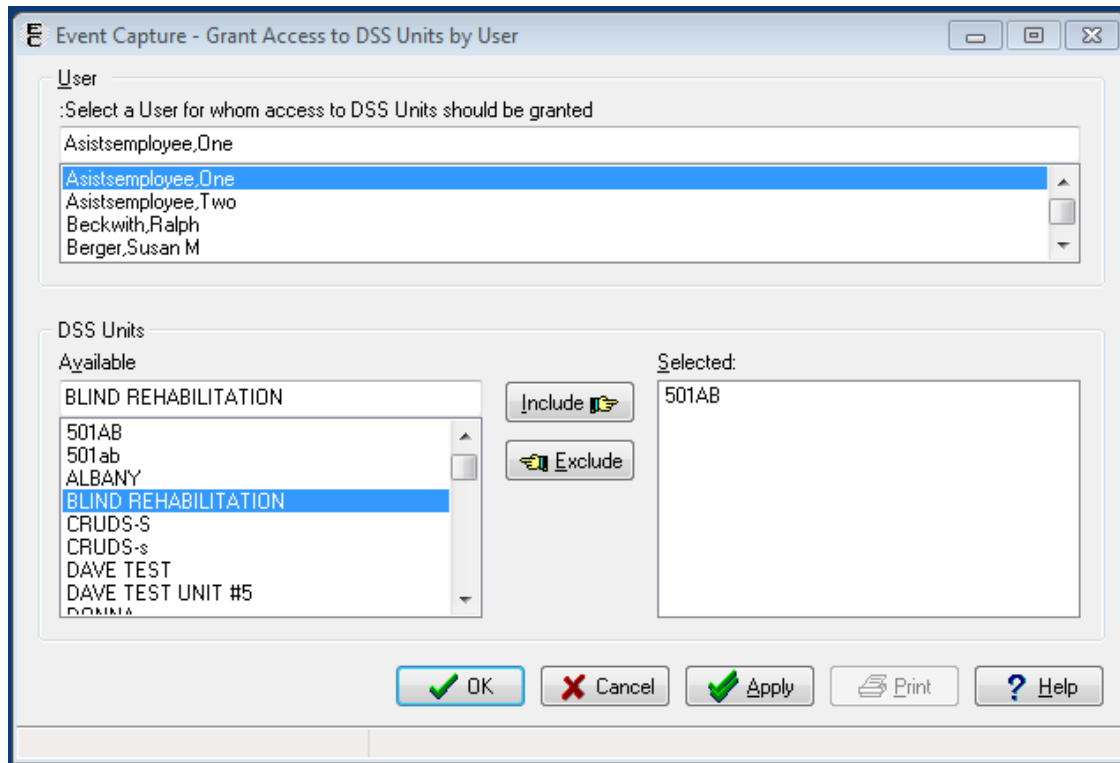 Event Capture - Grant Access to DSS Units by User
User
:Select a User for whom access to DSS Units should be granted
Asistsemployee,One
Asistsemployee,One
Asistsemployee,Two
Beckwith,Ralph
Berger,Susan M
DSS Units
Available
BLIND REHABILITATION
501AB
501ab
ALBANY
BLIND REHABILITATION
CRUDS-S
CRUDS-s
DAVE TEST
DAVE TEST UNIT #5
DONNA
Include
Exclude
Selected:
501AB
OK
Cancel
Apply
Print
Help